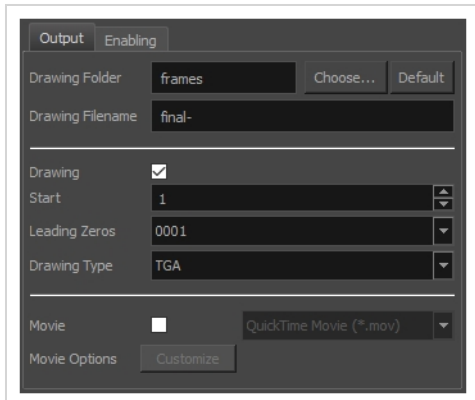 Output Enabling
Drawing Folder frames Choose... Default
Drawing Filename final-
Drawing
Start 1
Leading Zeros 0001
Drawing Type TGA
Movie QuickTime Movie (*.mov)
Movie Options Customize